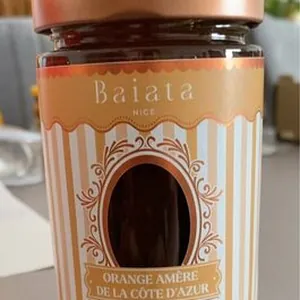 Baiata
NICE
ORANGE AMÈRE
DE LA CÔTE D'AZUR